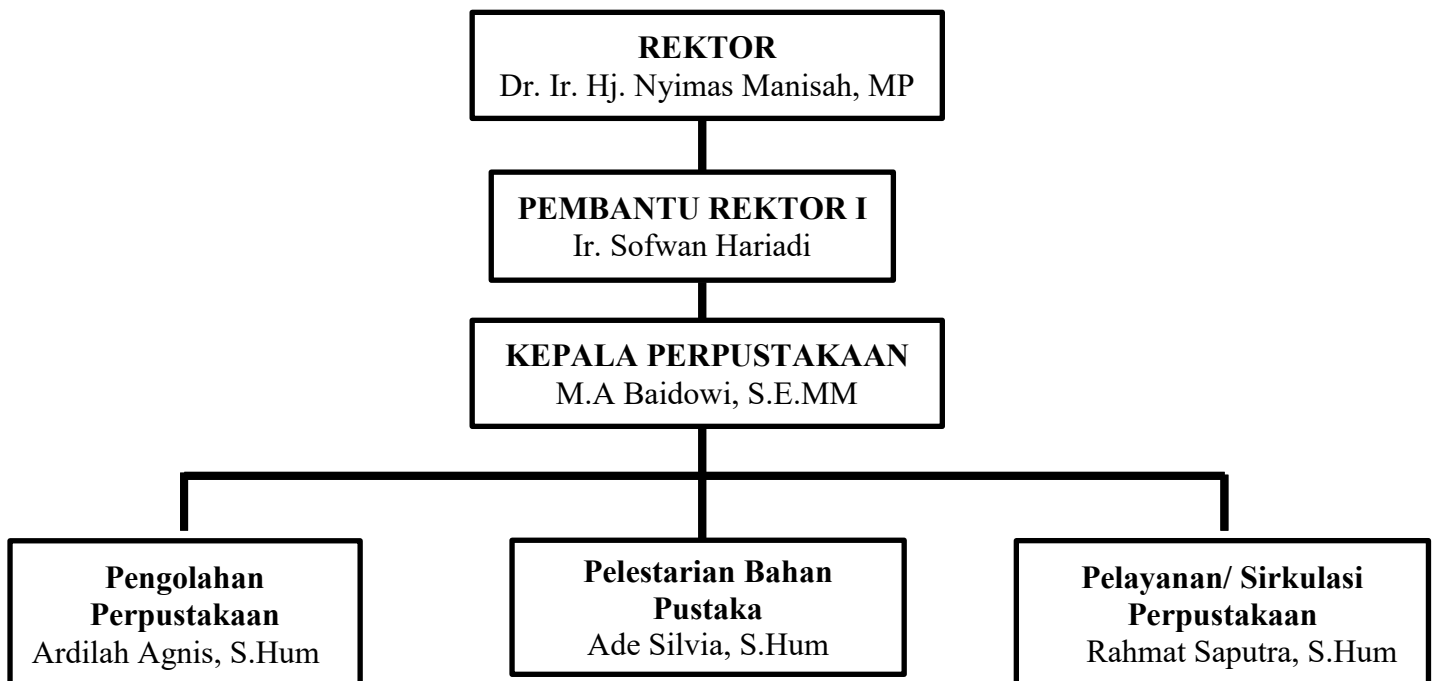 REKTOR
Dr. Ir. Hj. Nyimas Manisah, MP
PEMBANTU REKTOR I
Ir. Sofwan Hariadi
KEPALA PERPUSTAKAAN
M.A Baidowi, S.E.MM
Pengolahan
Perpustakaan
Ardilah Agnis, S.Hum
Pelestarian Bahan
Pustaka
Ade Silvia, S.Hum
Pelayanan/ Sirkulasi
Perpustakaan
Rahmat Saputra, S.Hum